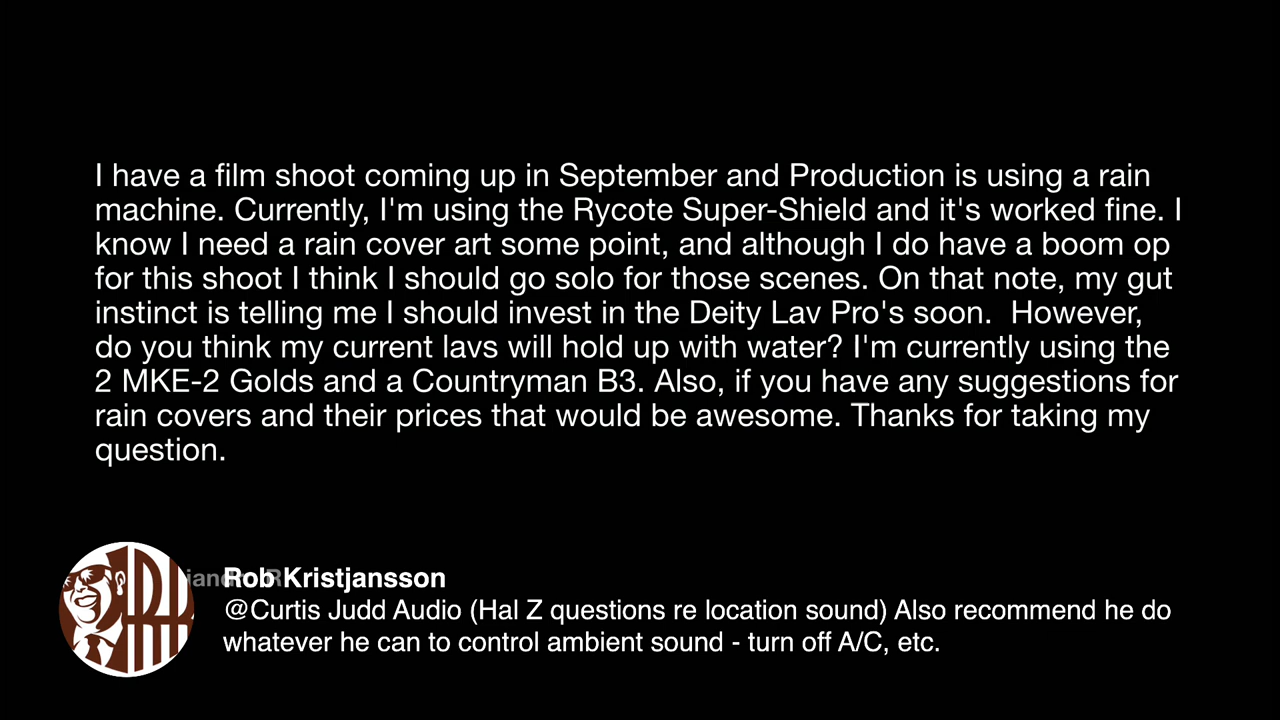 I have a film shoot coming up in September and Production is using a rain
machine. Currently, I'm using the Rycote Super-Shield and it's worked fine. I
know I need a rain cover art some point, and although I do have a boom op
for this shoot I think I should go solo for those scenes. On that note, my gut
instinct is telling me I should invest in the Deity Lav Pro's soon.  However,
do you think my current lavs will hold up with water? I'm currently using the
2 MKE-2 Golds and a Countryman B3. Also, if you have any suggestions for
rain covers and their prices that would be awesome. Thanks for taking my
question.
Rob Kristjansson
@Curtis Judd Audio (Hal Z questions re location sound) Also recommend he do
whatever he can to control ambient sound - turn off A/C, etc.